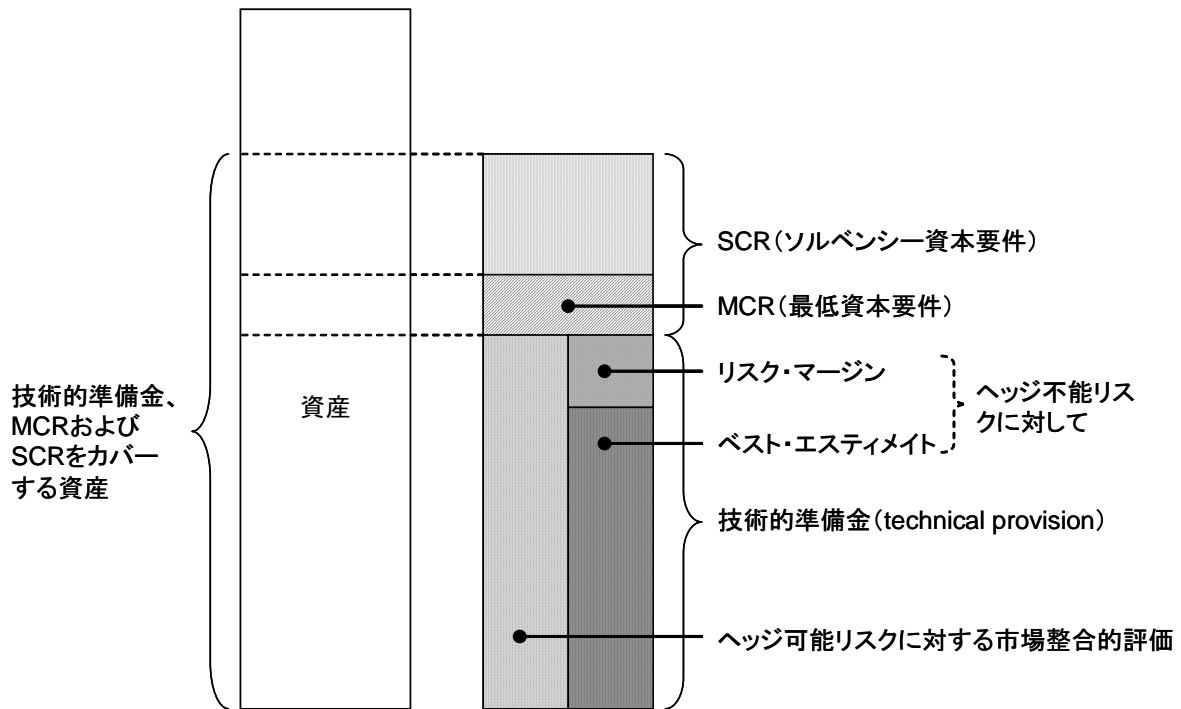 SCR（ソルベンシー資本要件）
MCR（最低資本要件）
リスク・マージン
ヘッジ不能リス
クに対して
技術的準備金、
MCRおよび
SCRをカバー
する資産
資産
ベスト・エスティメイト
技術的準備金（technical provision）
ヘッジ可能リスクに対する市場整合的評価